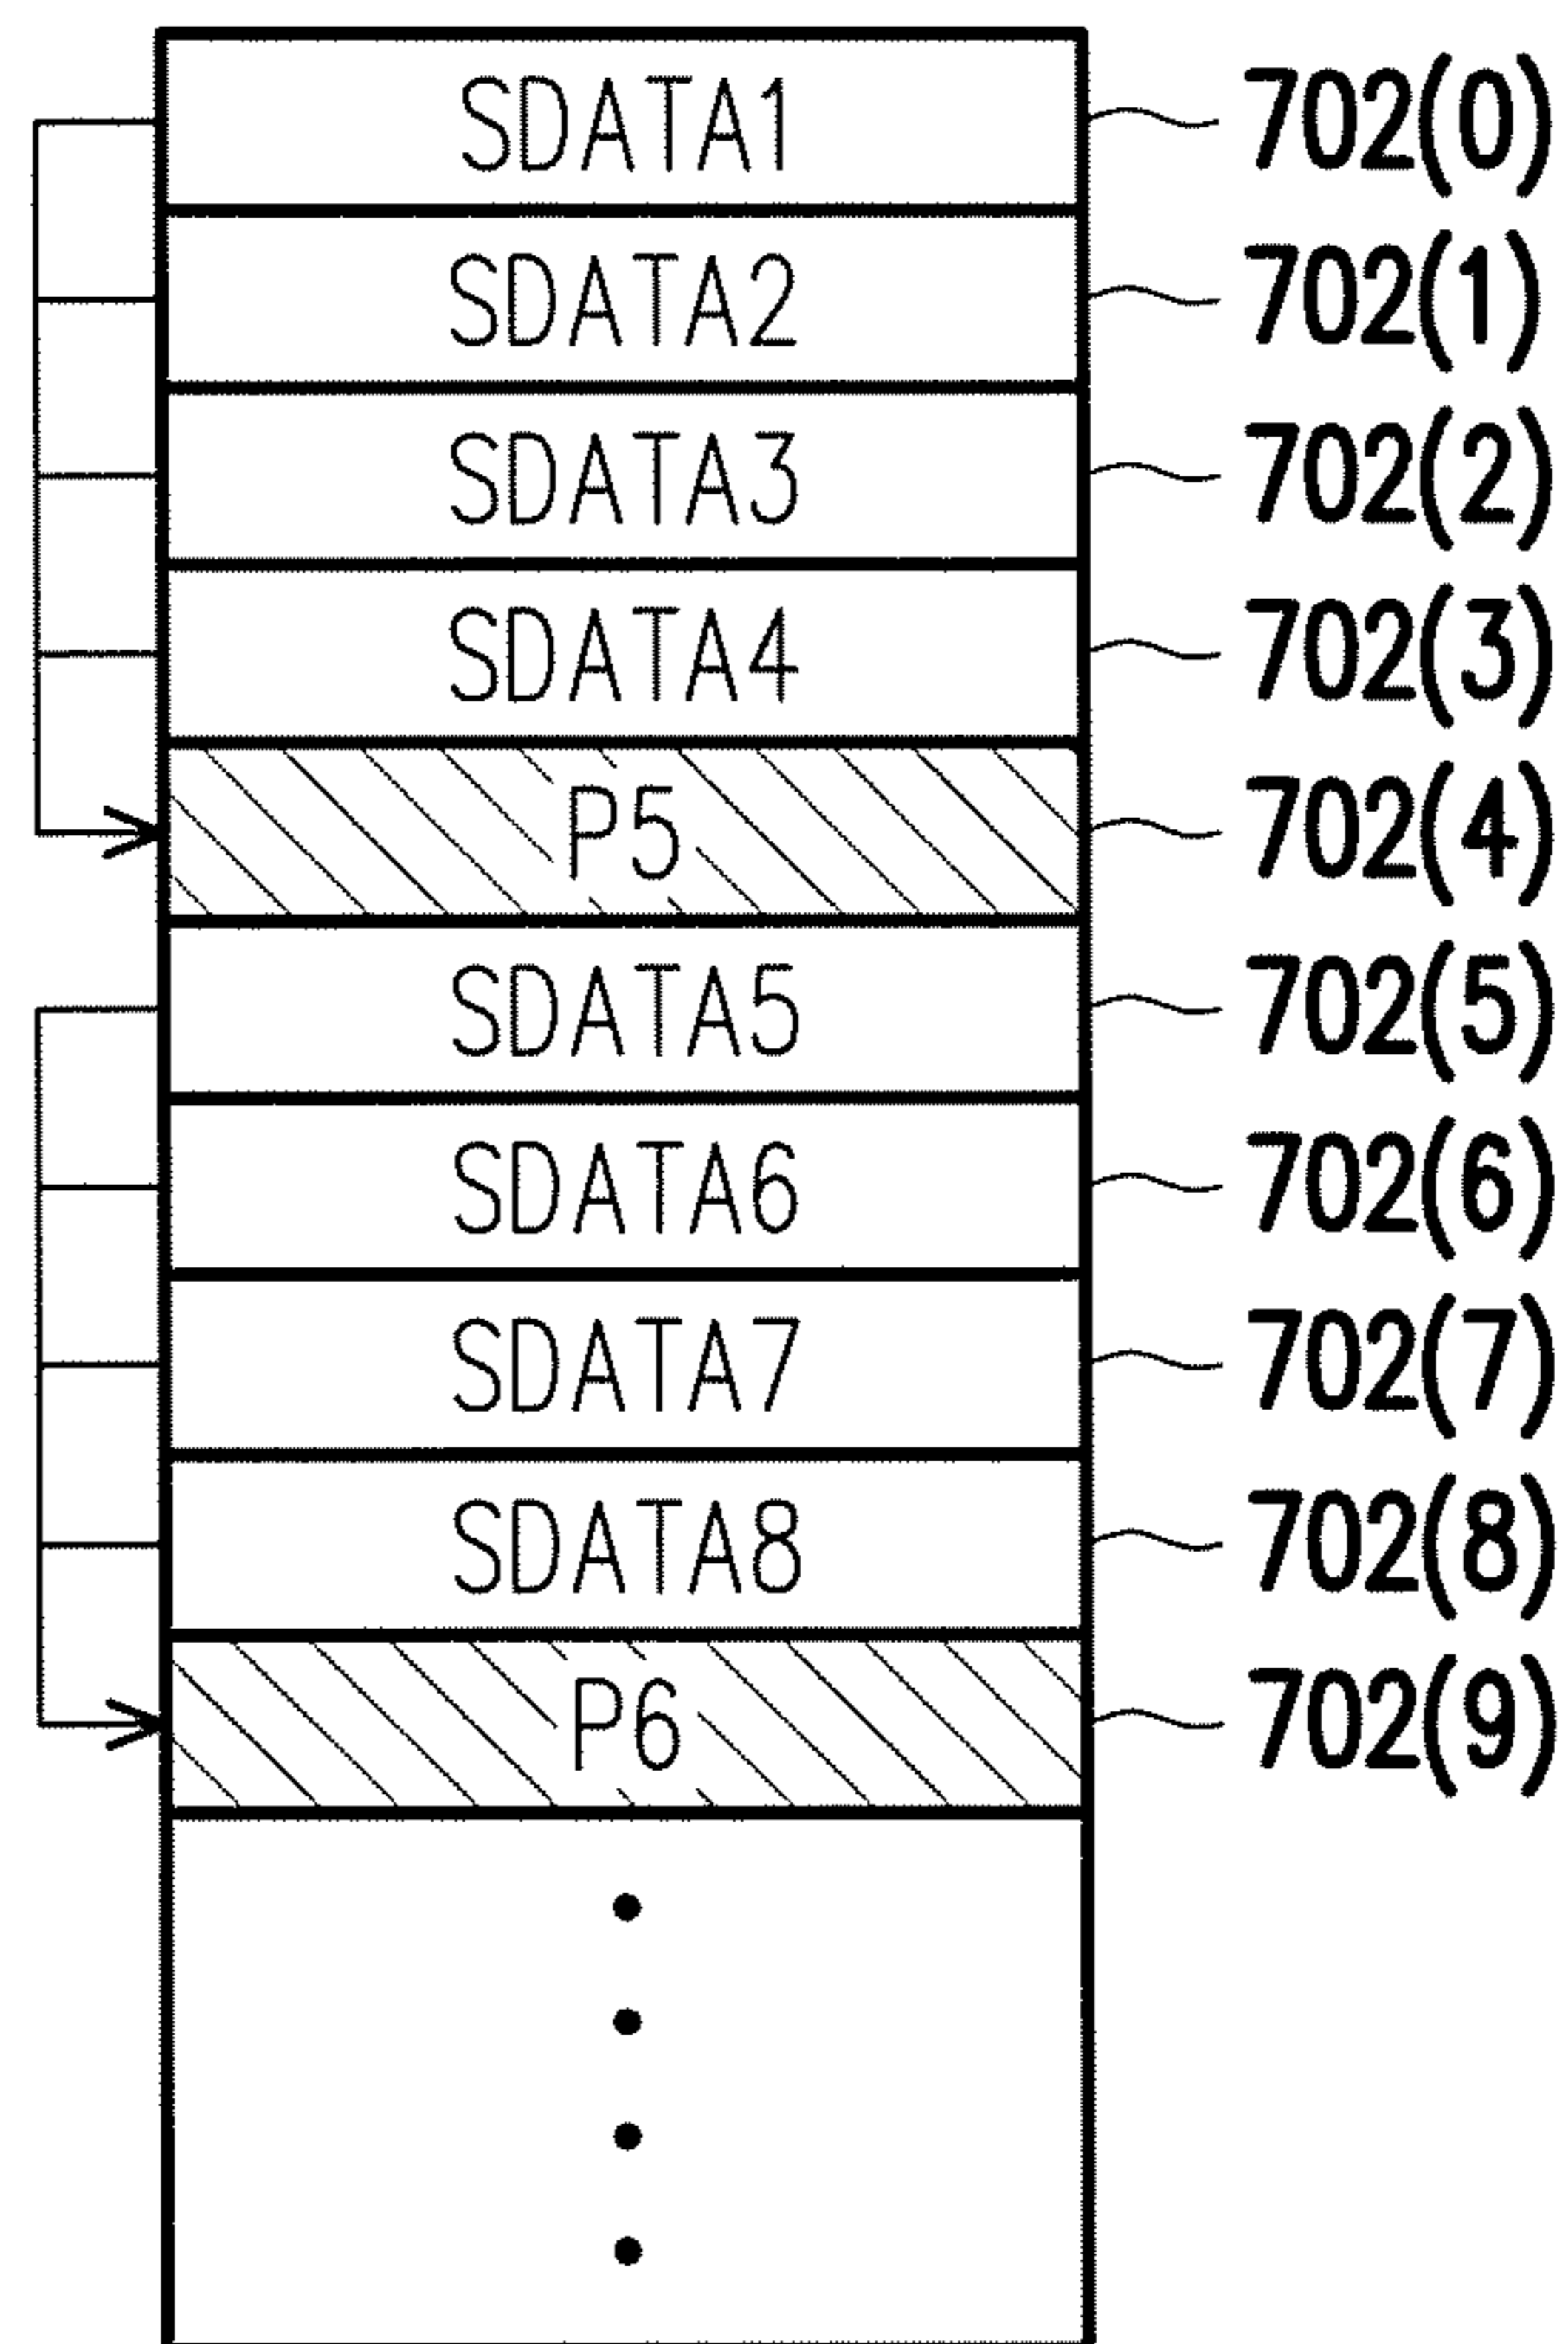 SDATA1 702(0)
SDATA2 702(1)
SDATA3 702(2)
SDATA4 702(3)
P5 702(4)
SDATA5 702(5)
SDATA6 702(6)
SDATA7 702(7)
SDATA8 702(8)
P6 702(9)